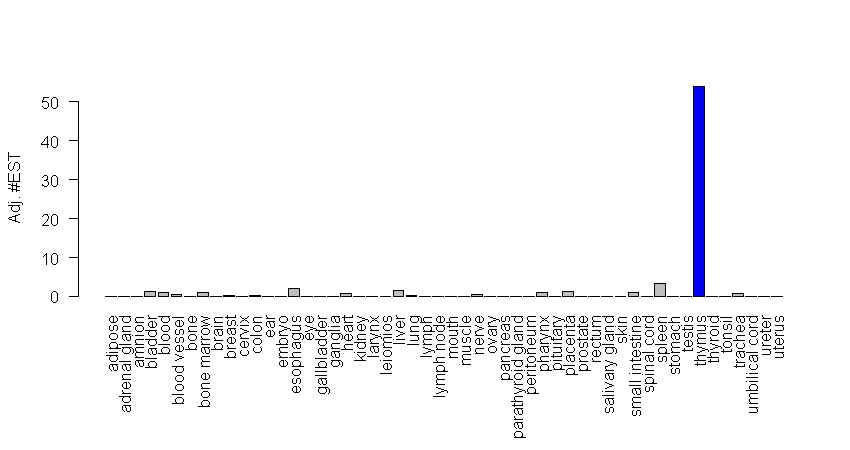 Adj. #EST
50
40
30
20
10
0
adipose
adrenal gland
amnion
bladder
blood
blood vessel
bone
bone marrow
brain
breast
cervix
colon
ear
embryo
esophagus
eye
gallbladder
ganglia
heart
kidney
larynx
leiomios
liver
lung
lymph
lymph node
mouth
muscle
nerve
ovary
pancreas
parathyroid gland
peritoneum
pharynx
pituitary
placenta
prostate
rectum
salivary gland
skin
small intestine
spinal cord
spleen
stomach
testis
thymus
thyroid
tonsil
trachea
umbilical cord
ureter
uterus